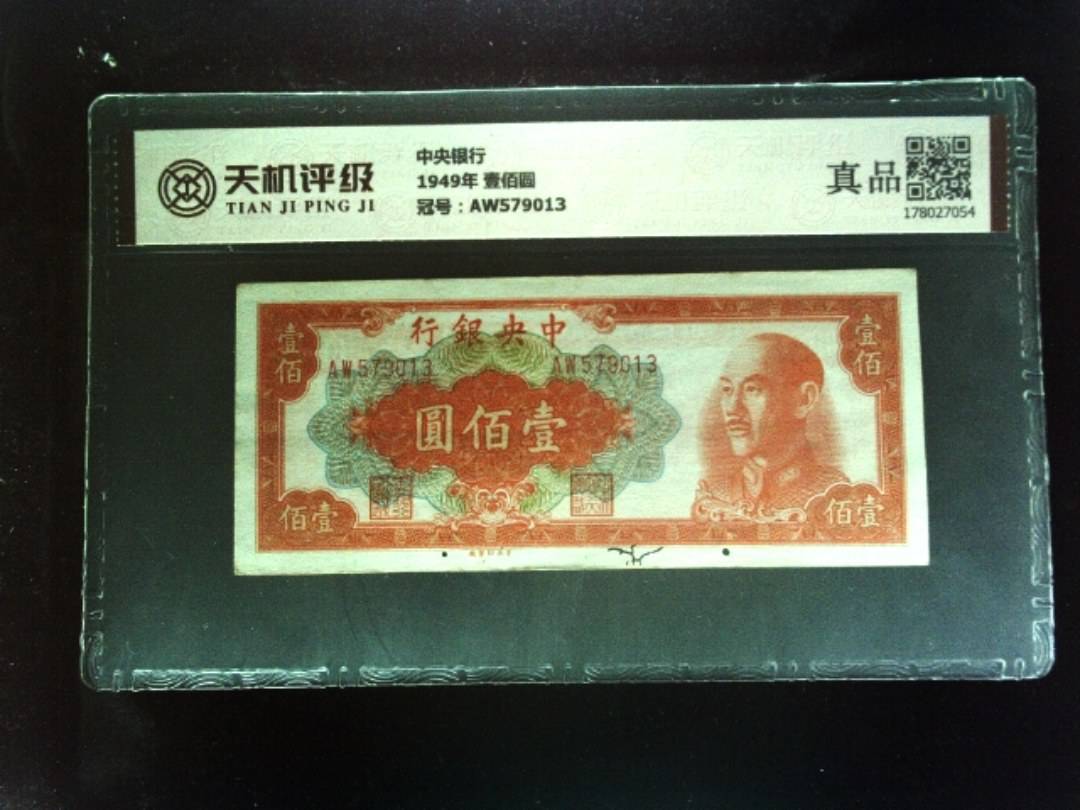 天机评级
TIAN JI PING JI
中央银行
1949年 壹佰圆
冠号：AW579013
真品
178027054
行銀央中
壹佰
壹佰
AW579013
AW579013
圓佰壹
佰壹
佰壹